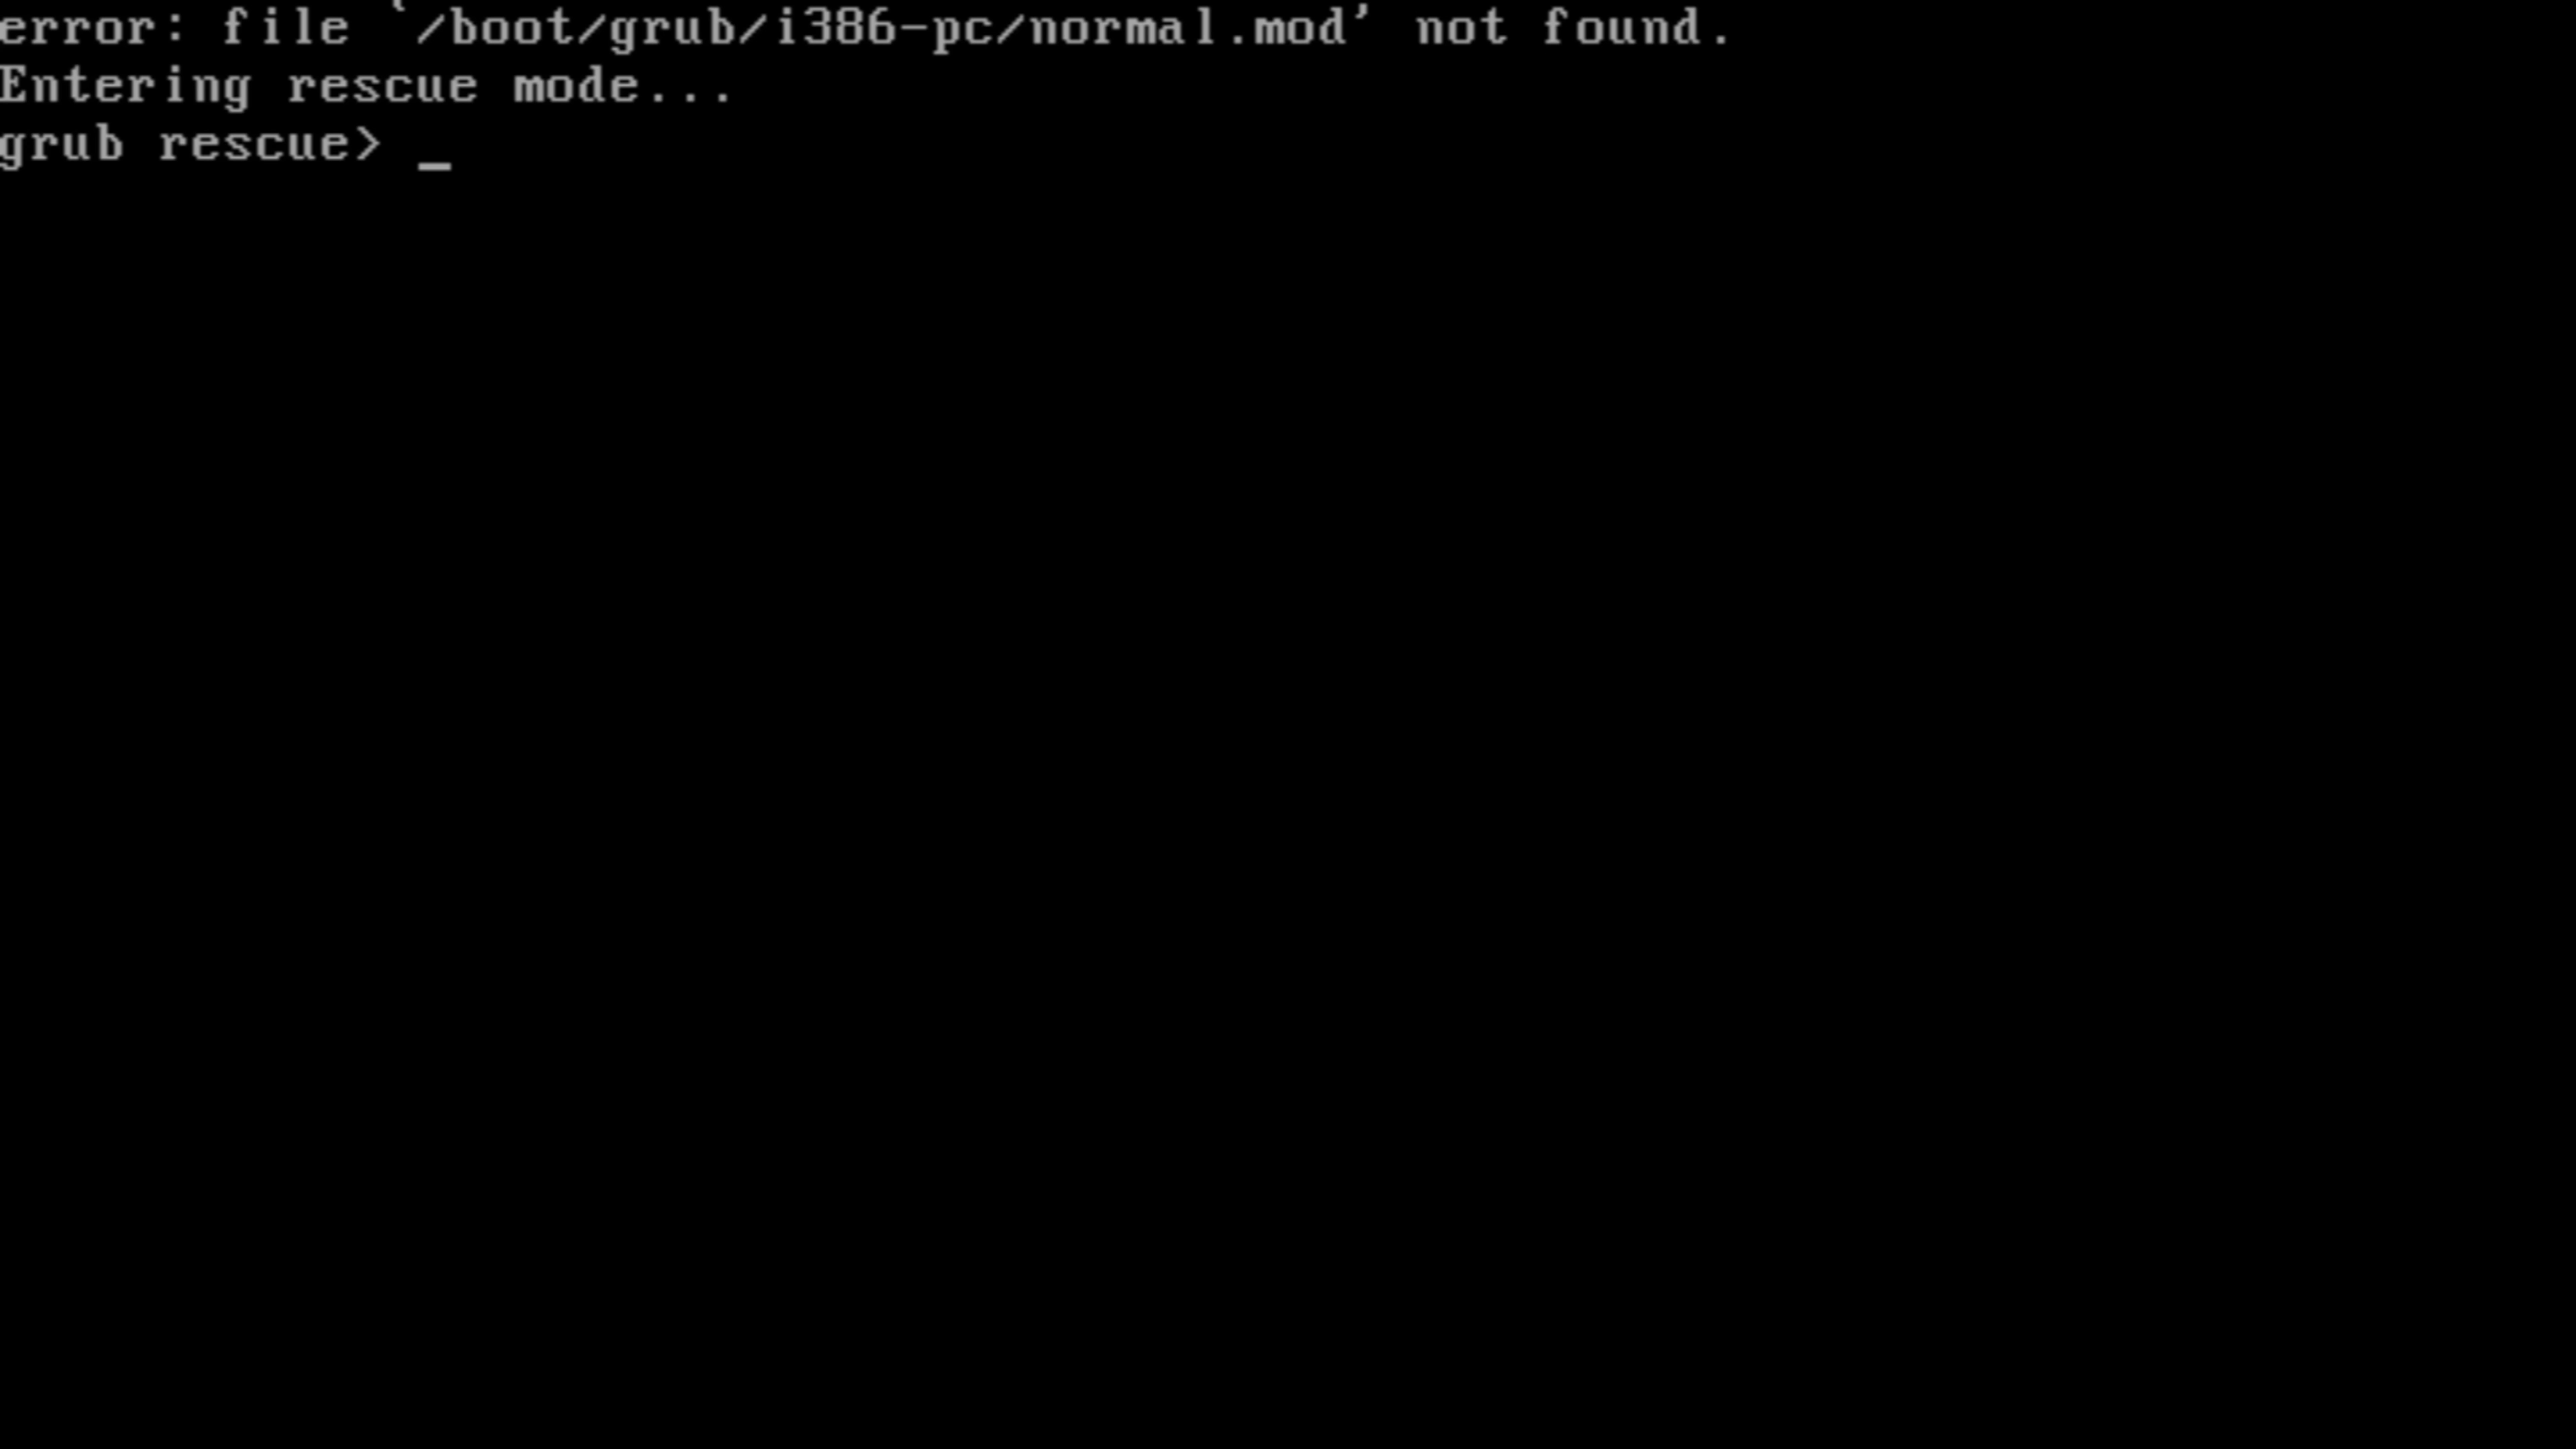 error: file `/boot/grub/i386-pc/normal.mod' not found.
Entering rescue mode...
grub rescue> _